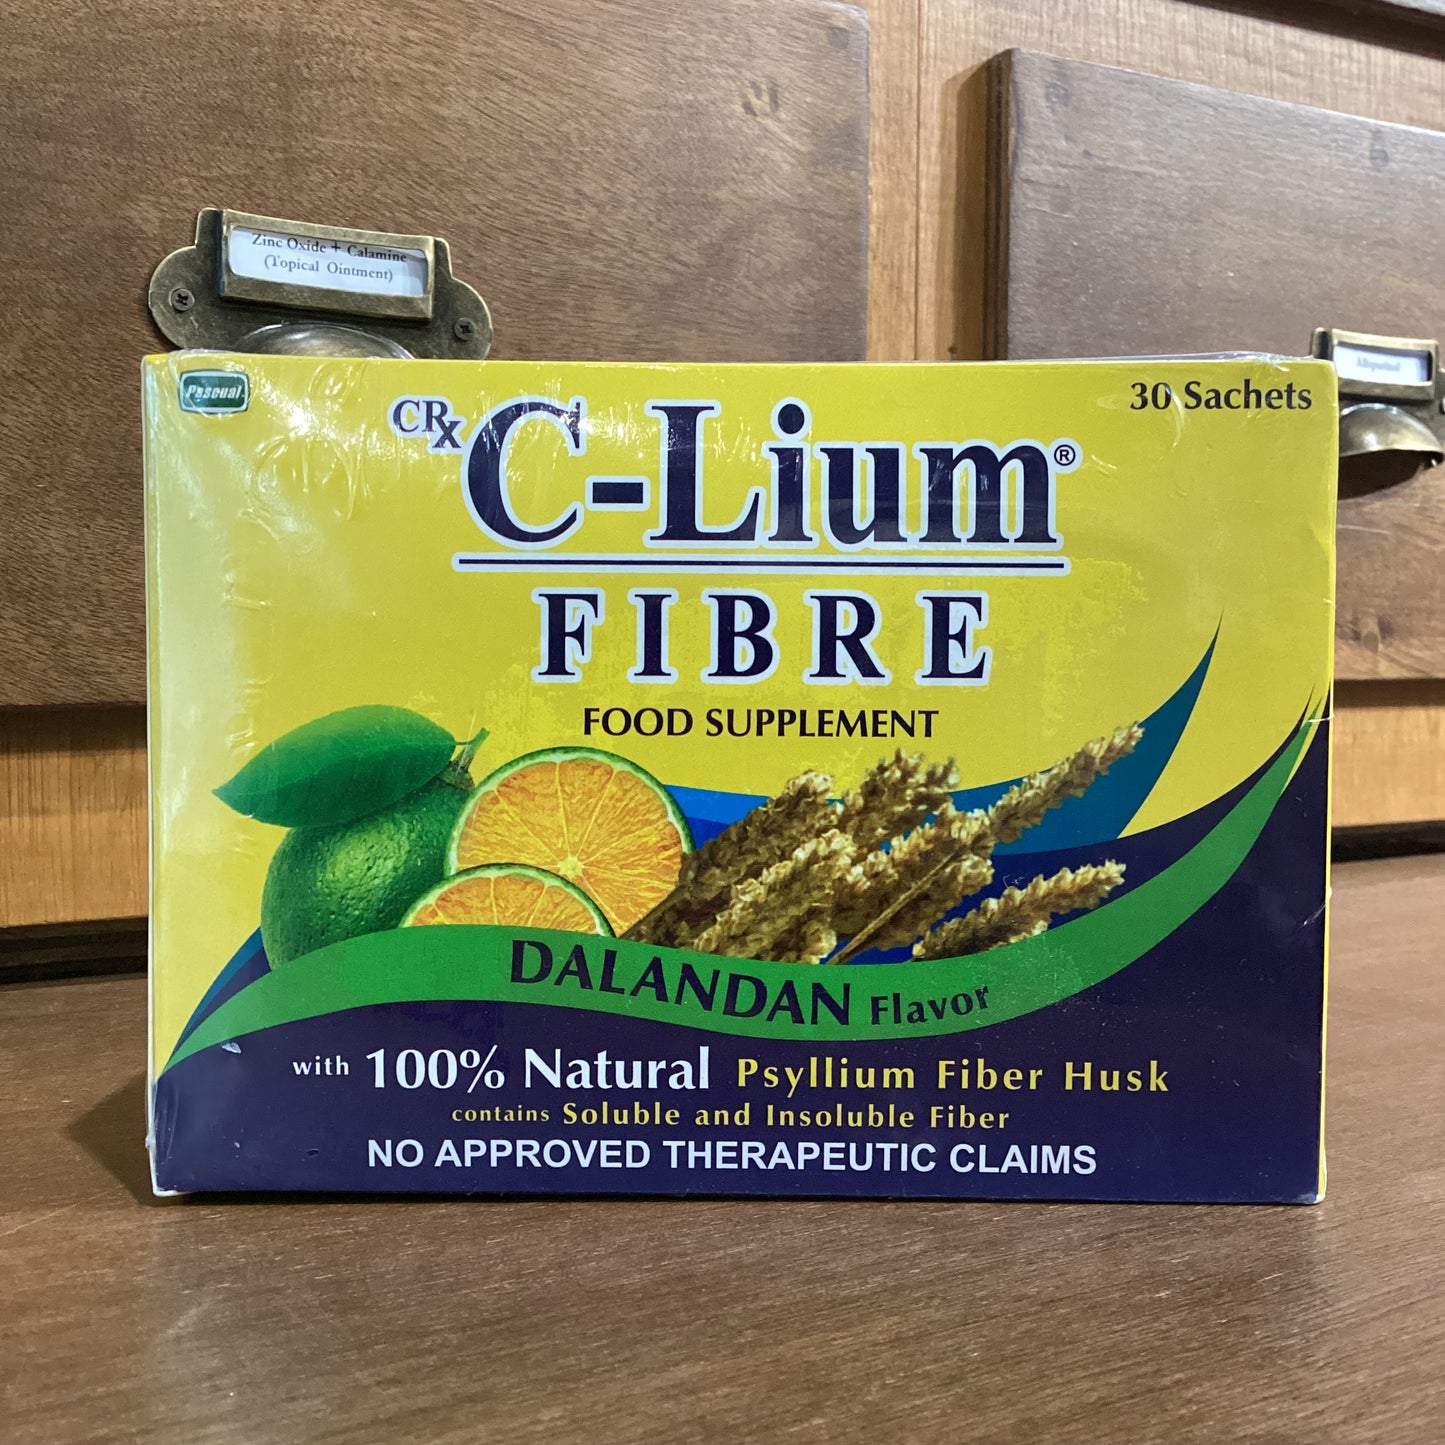 Zinc Oxide + Calamine
(Topical Ointment)
Pascual
30 Sachets
CRx
C-Lium®
FIBRE
FOOD SUPPLEMENT
DALANDAN Flavor
with 100% Natural Psyllium Fiber Husk
contains Soluble and Insoluble Fiber
NO APPROVED THERAPEUTIC CLAIMS